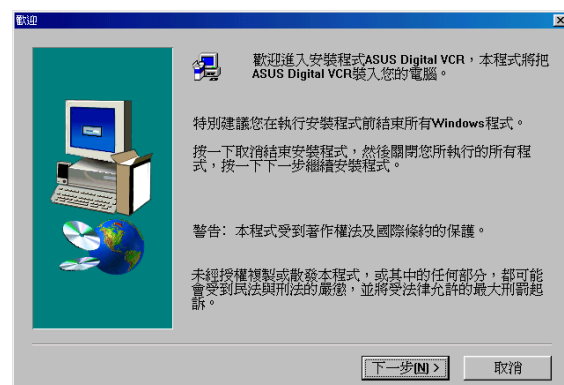 歡迎
歡迎進入安裝程式ASUS Digital VCR，本程式將把
ASUS Digital VCR裝入您的電腦。
特別建議您在執行安裝程式前結束所有Windows程式。
按一下取消結束安裝程式，然後關閉您所執行的所有程
式，按一下下一步繼續安裝程式。
警告: 本程式受到著作權法及國際條約的保護。
未經授權複製或散發本程式，或其中的任何部分，都可能
會受到民法與刑法的嚴懲，並將受法律允許的最大刑罰起
訴。
下一步(N) >
取消